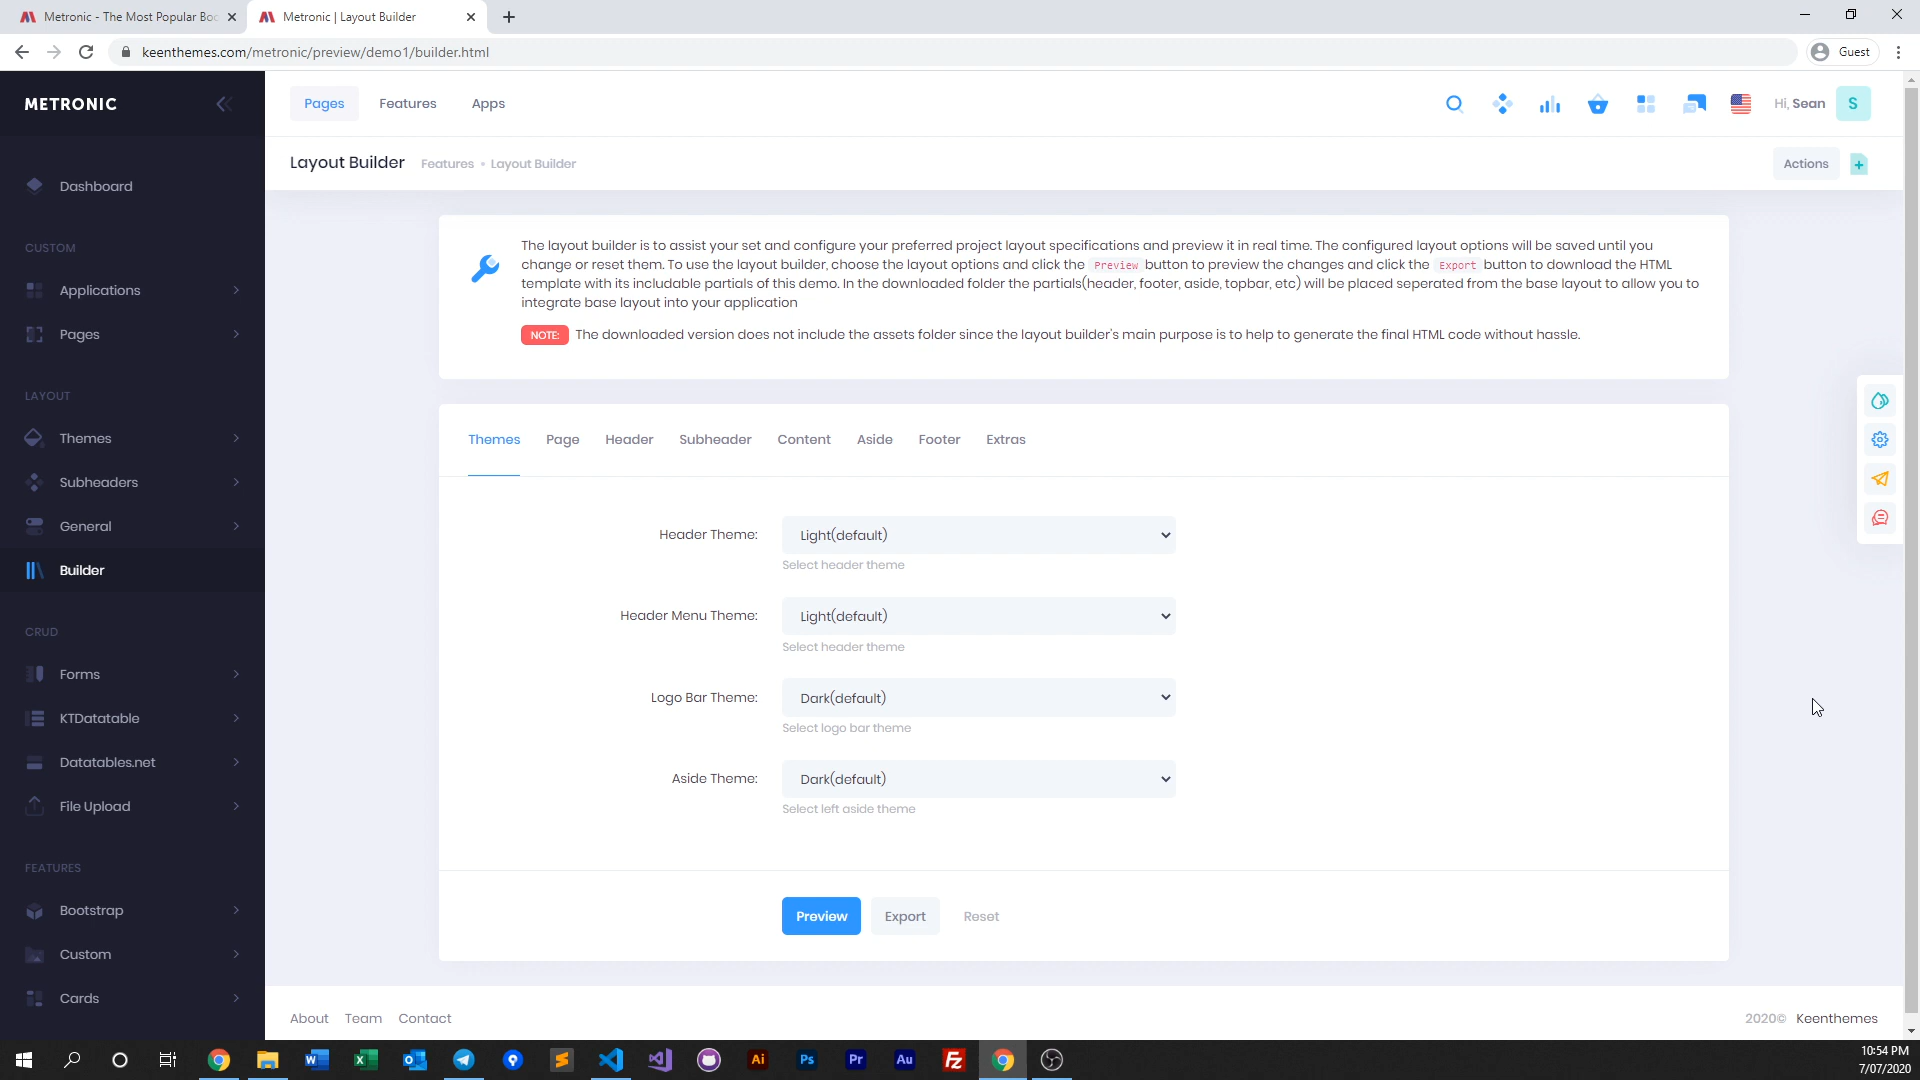 Metronic - The Most Popular Boc
Metronic | Layout Builder
keenthemes.com/metronic/preview/demo1/builder.html
Guest
METRONIC
Pages
Features
Apps
Hi, Sean
S
Layout Builder
Features • Layout Builder
Actions
Dashboard
CUSTOM
Applications
Pages
LAYOUT
Themes
Subheaders
General
Builder
CRUD
Forms
KTDatatable
Datatables.net
File Upload
FEATURES
Bootstrap
Custom
Cards
The layout builder is to assist your set and configure your preferred project layout specifications and preview it in real time. The configured layout options will be saved until you
change or reset them. To use the layout builder, choose the layout options and click the Preview button to preview the changes and click the Export button to download the HTML
template with its includable partials of this demo. In the downloaded folder the partials(header, footer, aside, topbar, etc) will be placed seperated from the base layout to allow you to
integrate base layout into your application
NOTE: The downloaded version does not include the assets folder since the layout builder's main purpose is to help to generate the final HTML code without hassle.
Themes
Page
Header
Subheader
Content
Aside
Footer
Extras
Header Theme:
Light(default)
Select header theme
Header Menu Theme:
Light(default)
Select header theme
Logo Bar Theme:
Dark(default)
Select logo bar theme
Aside Theme:
Dark(default)
Select left aside theme
Preview
Export
Reset
About
Team
Contact
2020© Keenthemes
Ai
Ps
Pr
Au
Fz
10:54 PM
7/07/2020